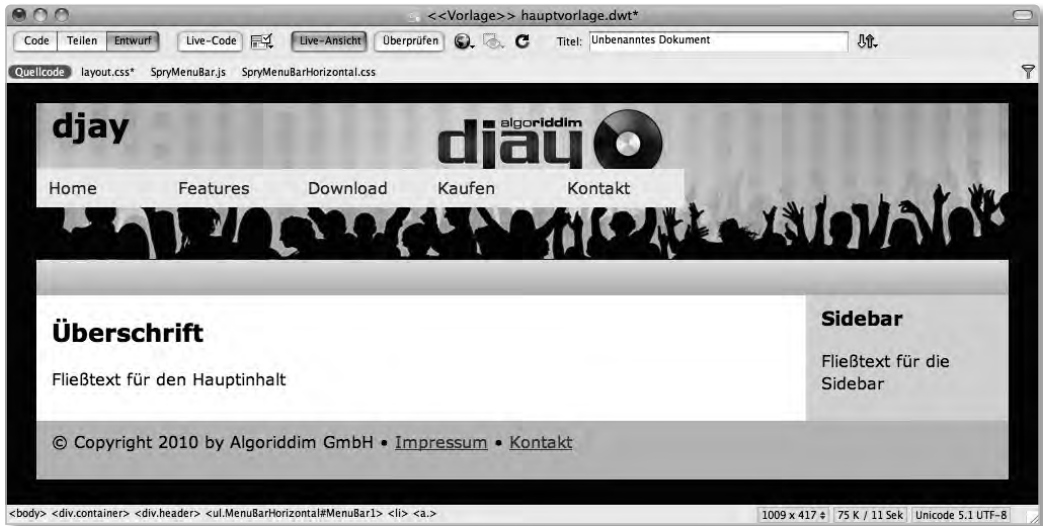 <<Vorlage>> hauptvorlage.dwt*
Code Teilen Entwurf Live-Code Live-Ansicht Überprüfen Titel: Unbenanntes Dokument
Quellcode layout.css* SpryMenuBar.js SpryMenuBarHorizontal.css
djay
algoriddim
djay
Home Features Download Kaufen Kontakt
Überschrift
Fließtext für den Hauptinhalt
Sidebar
Fließtext für die
Sidebar
© Copyright 2010 by Algoriddim GmbH • Impressum • Kontakt
<body> <div.container> <div.header> <ul.MenuBarHorizontal#MenuBar1> <li> <a.> 1009 x 417 75 K / 11 Sek Unicode 5.1 UTF-8